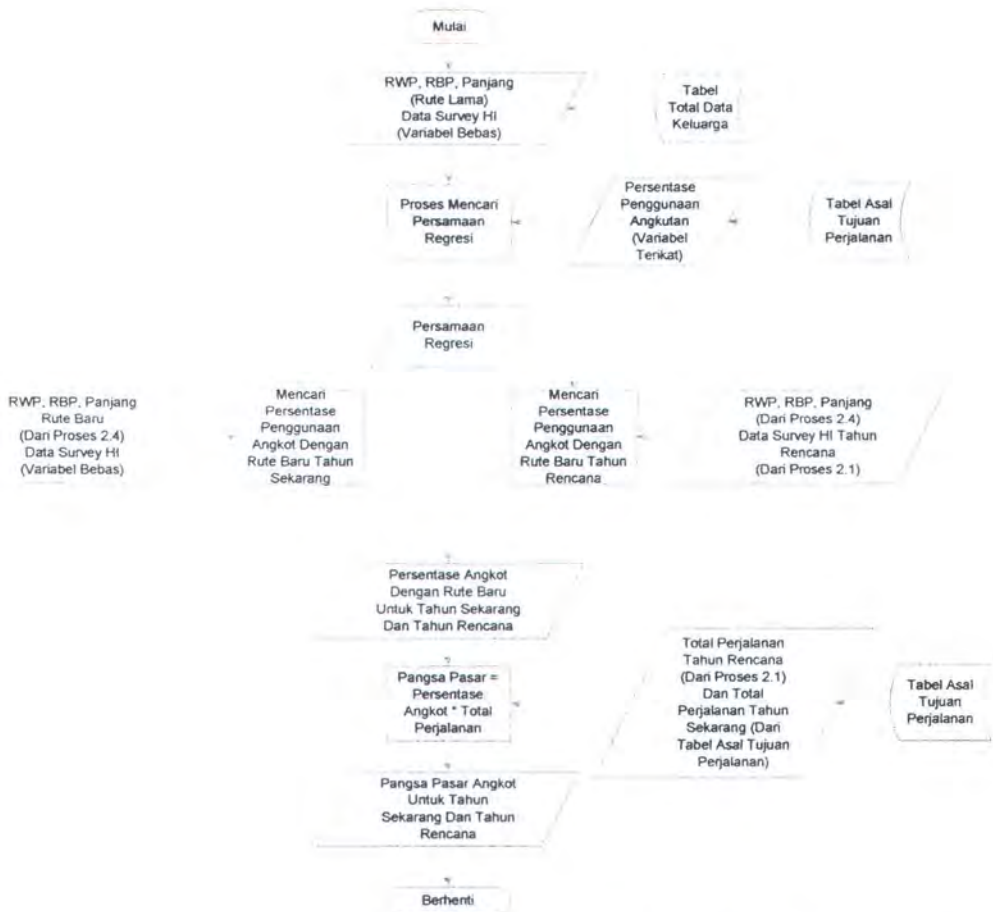 Mulai
RWP, RBP, Panjang
(Rute Lama)
Data Survey HI
(Variabel Bebas)
Tabel
Total Data
Keluarga
Proses Mencari
Persamaan
Regresi
Persentase
Penggunaan
Angkutan
(Variabel
Terikat)
Tabel Asal
Tujuan
Perjalanan
Persamaan
Regresi
RWP, RBP, Panjang
Rute Baru
(Dari Proses 2.4)
Data Survey HI
(Variabel Bebas)
Mencari
Persentase
Penggunaan
Angkot Dengan
Rute Baru Tahun
Sekarang
Mencari
Persentase
Penggunaan
Angkot Dengan
Rute Baru Tahun
Rencana
RWP, RBP, Panjang
(Dari Proses 2.4)
Data Survey HI Tahun
Rencana
(Dari Proses 2.1)
Persentase Angkot
Dengan Rute Baru
Untuk Tahun Sekarang
Dan Tahun Rencana
Pangsa Pasar =
Persentase
Angkot * Total
Perjalanan
Total Perjalanan
Tahun Rencana
(Dari Proses 2.1)
Dan Total
Perjalanan Tahun
Sekarang (Dari
Tabel Asal Tujuan
Perjalanan)
Tabel Asal
Tujuan
Perjalanan
Pangsa Pasar Angkot
Untuk Tahun
Sekarang Dan Tahun
Rencana
Berhenti